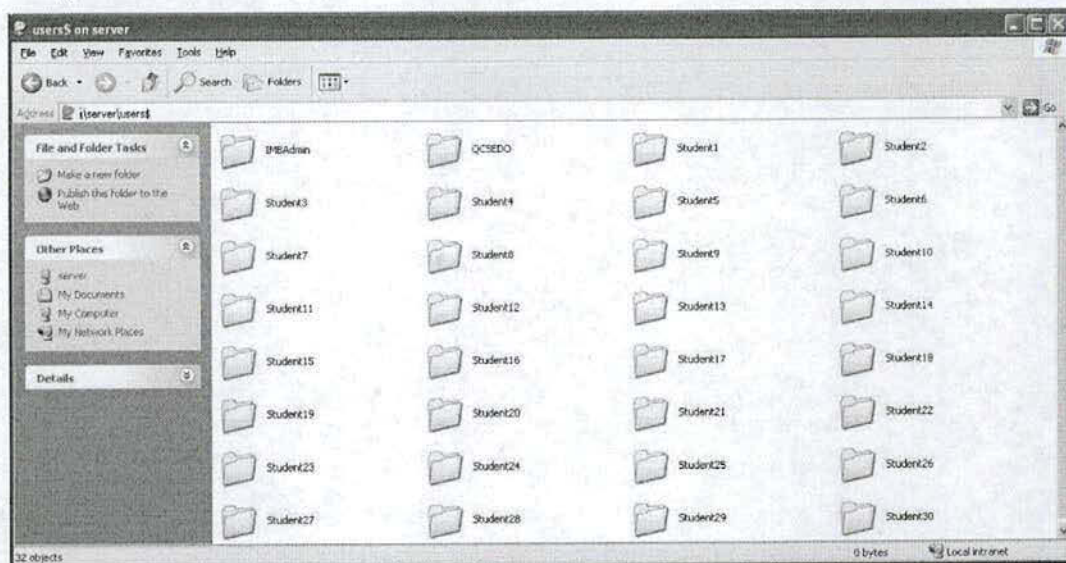 users$ on server
File Edit View Favorites Tools Help
Back Search Folders
Address \\server\users$ Go
File and Folder Tasks
Make a new folder
Publish this folder to the
Web
Other Places
server
My Documents
My Computer
My Network Places
Details
IMBAdmin QCSEDO Student1 Student2
Student3 Student4 Student5 Student6
Student7 Student8 Student9 Student10
Student11 Student12 Student13 Student14
Student15 Student16 Student17 Student18
Student19 Student20 Student21 Student22
Student23 Student24 Student25 Student26
Student27 Student28 Student29 Student30
32 objects 0 bytes Local intranet